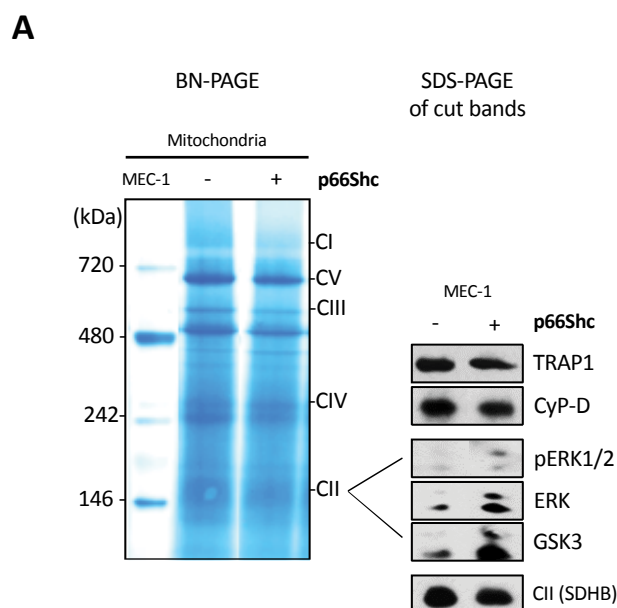 A
BN-PAGE
SDS-PAGE
of cut bands
Mitochondria
MEC-1 - + p66Shc
(kDa)
CI
720
CV
CIII
480
CIV
242
CII
146
MEC-1
- + p66Shc
TRAP1
CyP-D
pERK1/2
ERK
GSK3
CII (SDHB)